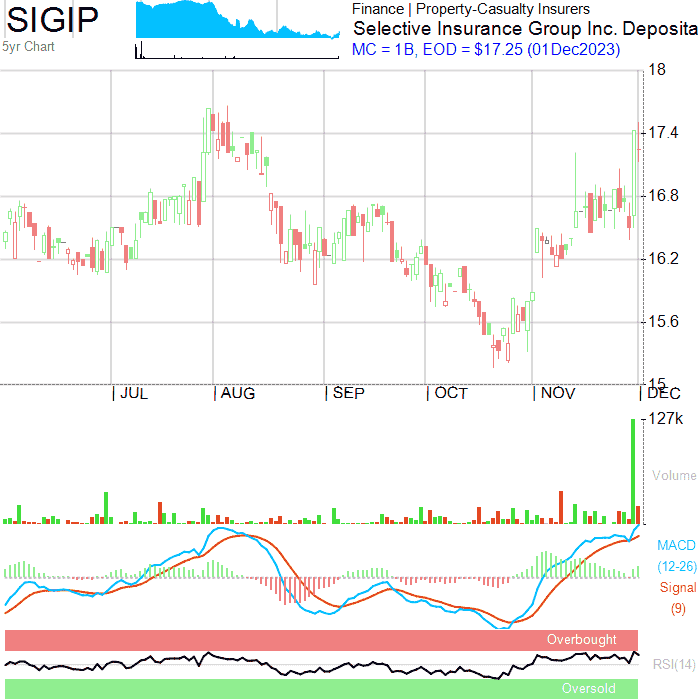 SIGIP
5yr Chart
Finance | Property-Casualty Insurers
Selective Insurance Group Inc. Deposita
MC = 1B, EOD = $17.25 (01Dec2023)
18
17.4
16.8
16.2
15.6
15
JUL AUG SEP OCT NOV DEC
127k
Volume
MACD
(12-26)
Signal
(9)
Overbought
RSI(14)
Oversold